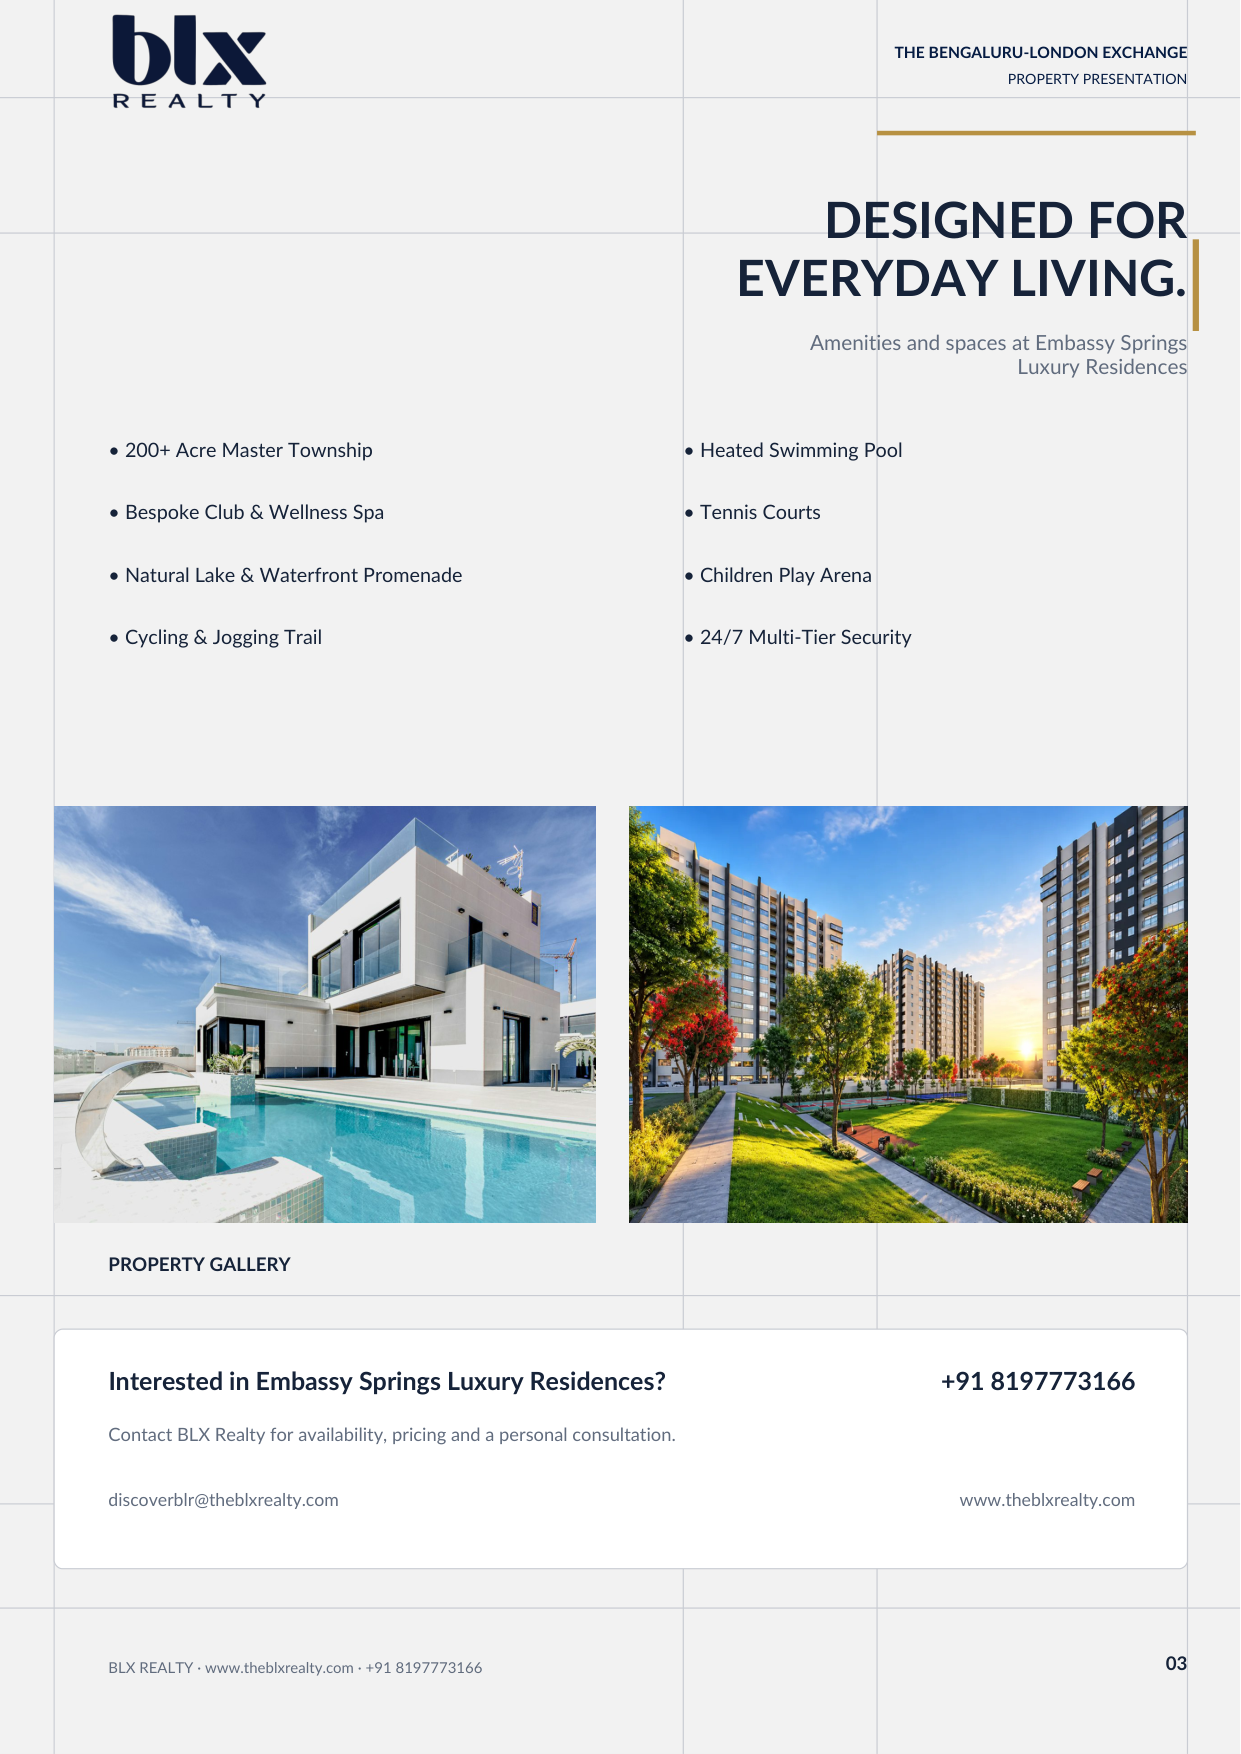 blx
REALTY
THE BENGALURU-LONDON EXCHANGE
PROPERTY PRESENTATION
DESIGNED FOR
EVERYDAY LIVING.
Amenities and spaces at Embassy Springs
Luxury Residences
• 200+ Acre Master Township
• Bespoke Club & Wellness Spa
• Natural Lake & Waterfront Promenade
• Cycling & Jogging Trail
• Heated Swimming Pool
• Tennis Courts
• Children Play Arena
• 24/7 Multi-Tier Security
PROPERTY GALLERY
Interested in Embassy Springs Luxury Residences?
+91 8197773166
Contact BLX Realty for availability, pricing and a personal consultation.
discoverblr@theblxrealty.com
www.theblxrealty.com
BLX REALTY · www.theblxrealty.com · +91 8197773166
03